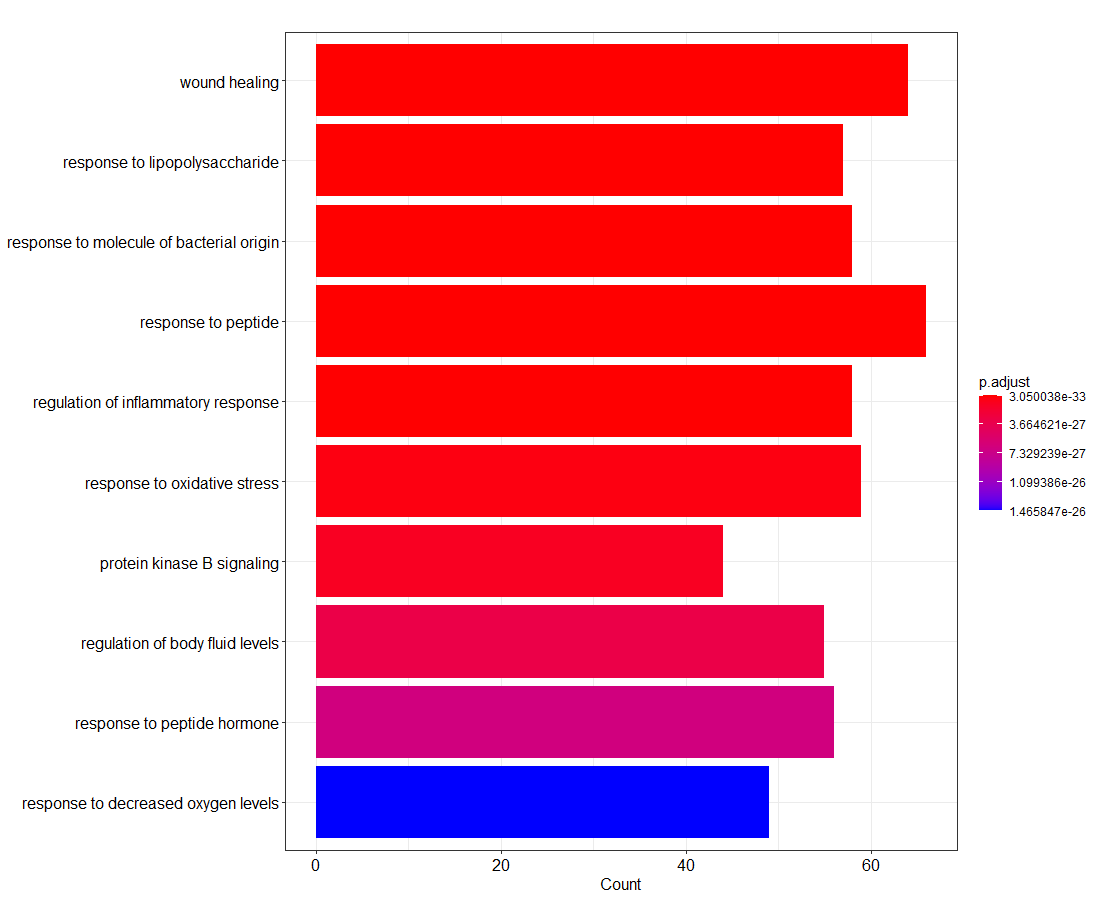 wound healing
response to lipopolysaccharide
response to molecule of bacterial origin
response to peptide
regulation of inflammatory response
response to oxidative stress
protein kinase B signaling
regulation of body fluid levels
response to peptide hormone
response to decreased oxygen levels
0 20 40 60
Count
p.adjust
3.050038e-33
3.664621e-27
7.329239e-27
1.099386e-26
1.465847e-26